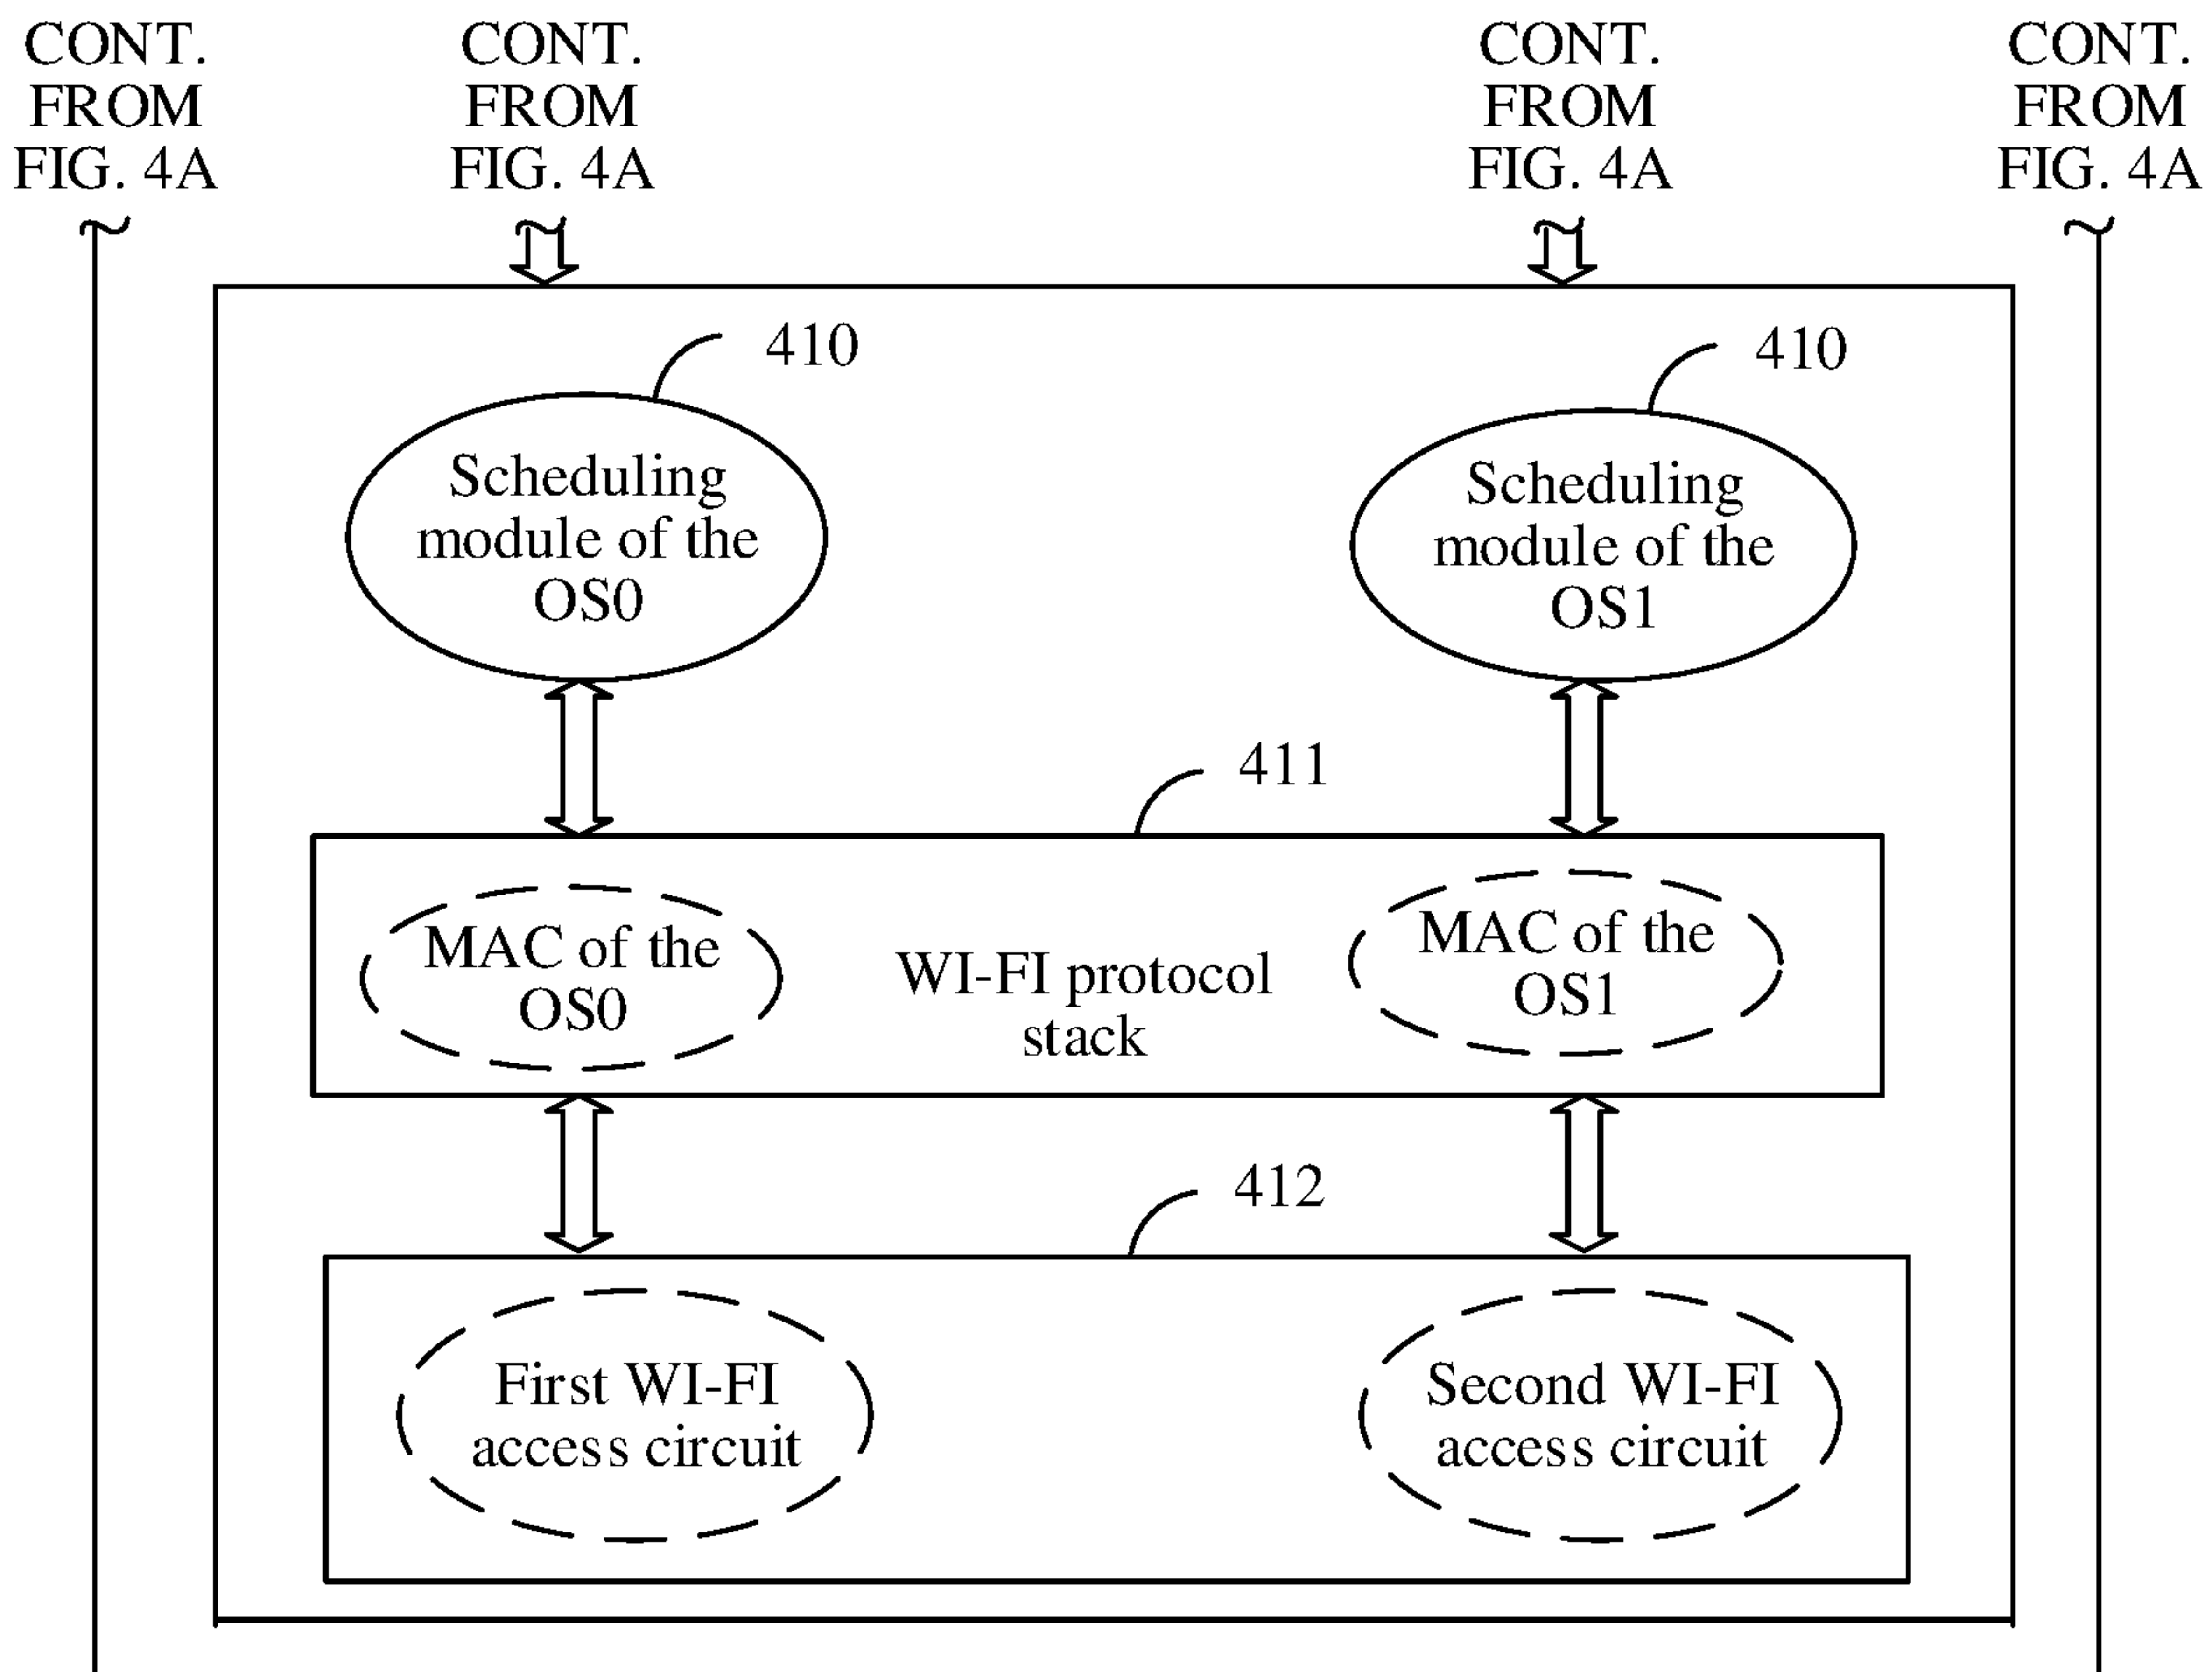 CONT.
FROM
FIG. 4A
CONT.
FROM
FIG. 4A
CONT.
FROM
FIG. 4A
CONT.
FROM
FIG. 4A
410
410
Scheduling
module of the
OS0
Scheduling
module of the
OS1
411
MAC of the
OS0
WI-FI protocol
stack
MAC of the
OS1
412
First WI-FI
access circuit
Second WI-FI
access circuit